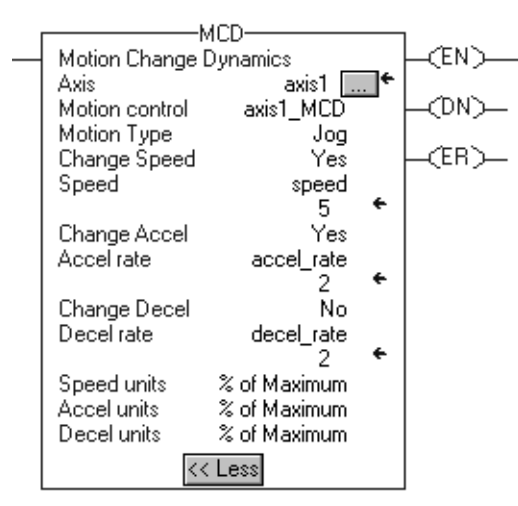 MCD
Motion Change Dynamics (EN)
Axis axis1 ...
Motion control axis1_MCD (DN)
Motion Type Jog
Change Speed Yes (ER)
Speed speed
5
Change Accel Yes
Accel rate accel_rate
2
Change Decel No
Decel rate decel_rate
2
Speed units % of Maximum
Accel units % of Maximum
Decel units % of Maximum
<< Less